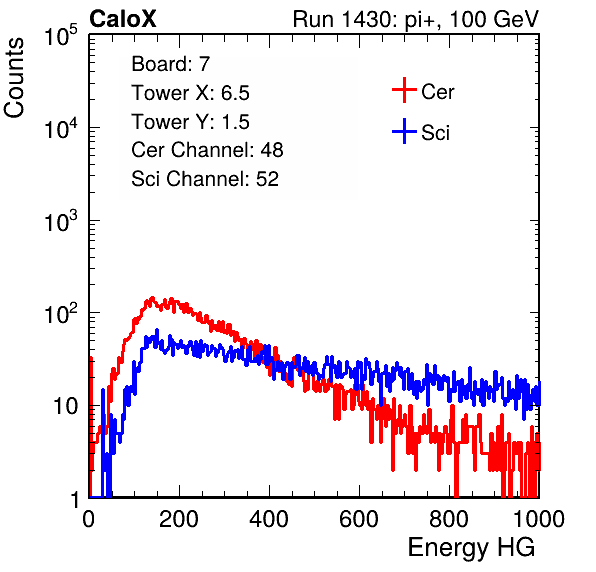 CaloX Run 1430: pi+, 100 GeV
Board: 7
Tower X: 6.5
Tower Y: 1.5
Cer Channel: 48
Sci Channel: 52
Cer
Sci
Counts
10^5
10^4
10^3
10^2
10
1
0 200 400 600 800 1000
Energy HG